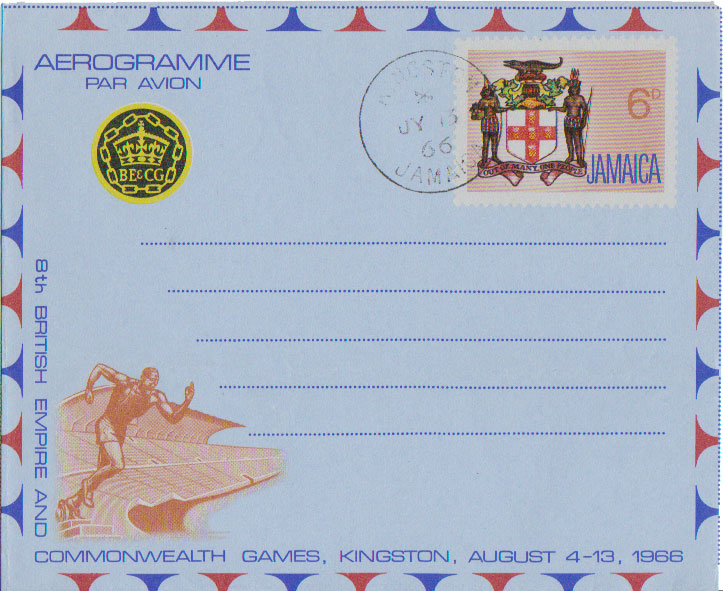 AEROGRAMME
PAR AVION
BE&CG
JY 13
66
JAMAICA
6D
OUT OF MANY, ONE PEOPLE
JAMAICA
8th BRITISH EMPIRE AND
COMMONWEALTH GAMES, KINGSTON, AUGUST 4-13, 1966